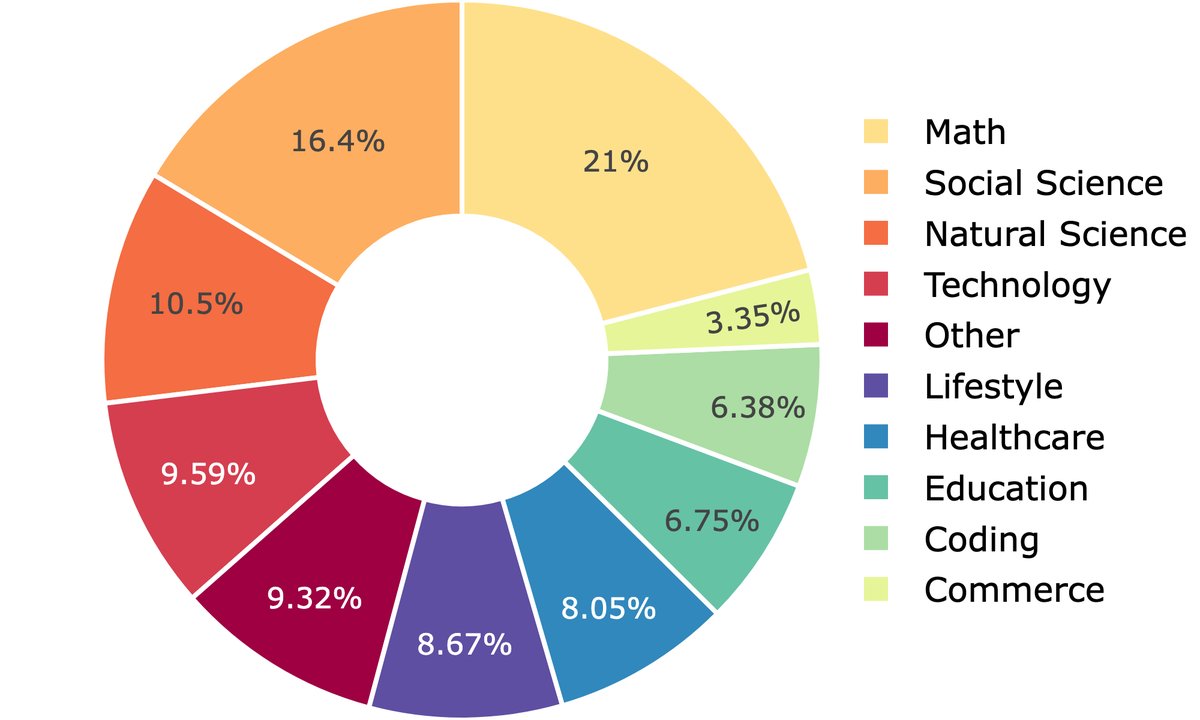 16.4%
21%
10.5%
3.35%
6.38%
9.59%
6.75%
9.32%
8.05%
8.67%
Math
Social Science
Natural Science
Technology
Other
Lifestyle
Healthcare
Education
Coding
Commerce